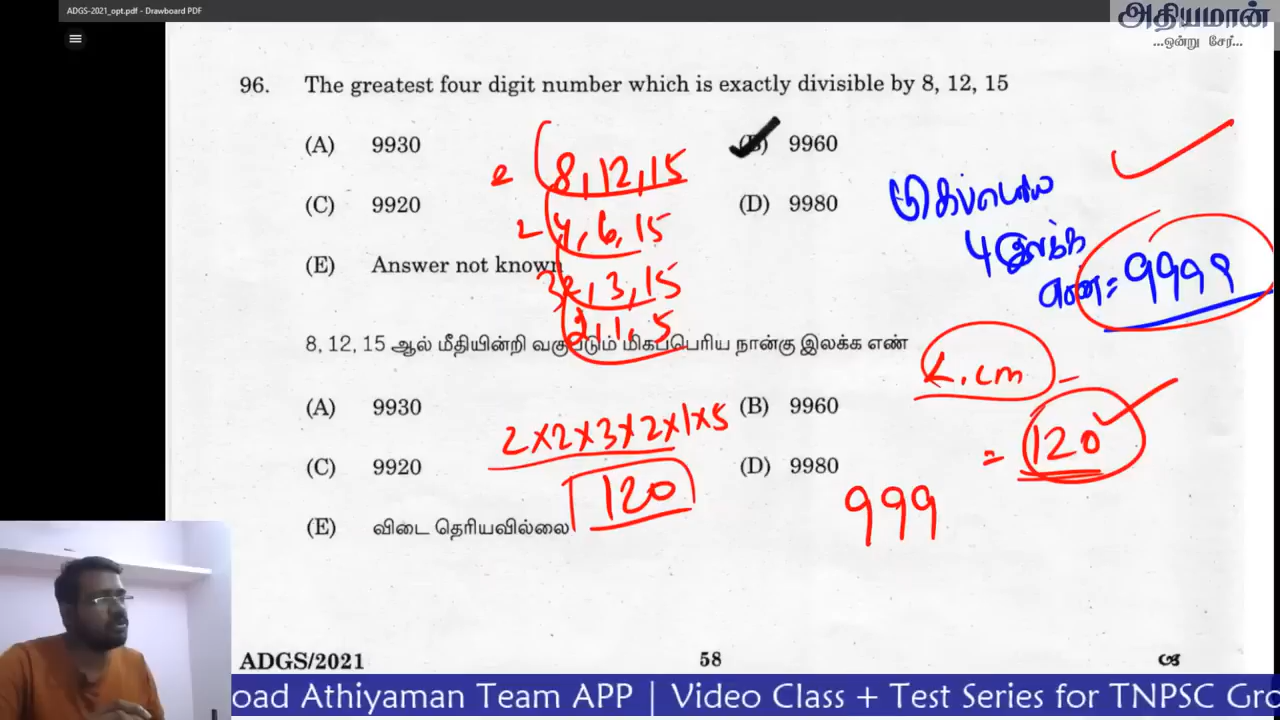 ADGS-2021_opt.pdf - Drawboard PDF
அதியமான்
...ஒன்று சேர்...
96. The greatest four digit number which is exactly divisible by 8, 12, 15
(A) 9930 (B) 9960
(C) 9920 (D) 9980
(E) Answer not known
2 8, 12, 15
2 4, 6, 15
3 2, 3, 15
2, 1, 5
4 இலக்க
எண் = 9999
8, 12, 15 ஆல் மீதியின்றி வகுபடும் மிகப்பெரிய நான்கு இலக்க எண்
L.cm
= 120
(A) 9930 (B) 9960
2×2×3×2×1×5
(C) 9920 (D) 9980
120
999
(E) விடை தெரியவில்லை
ADGS/2021 58
oad Athiyaman Team APP | Video Class + Test Series for TNPSC Gro